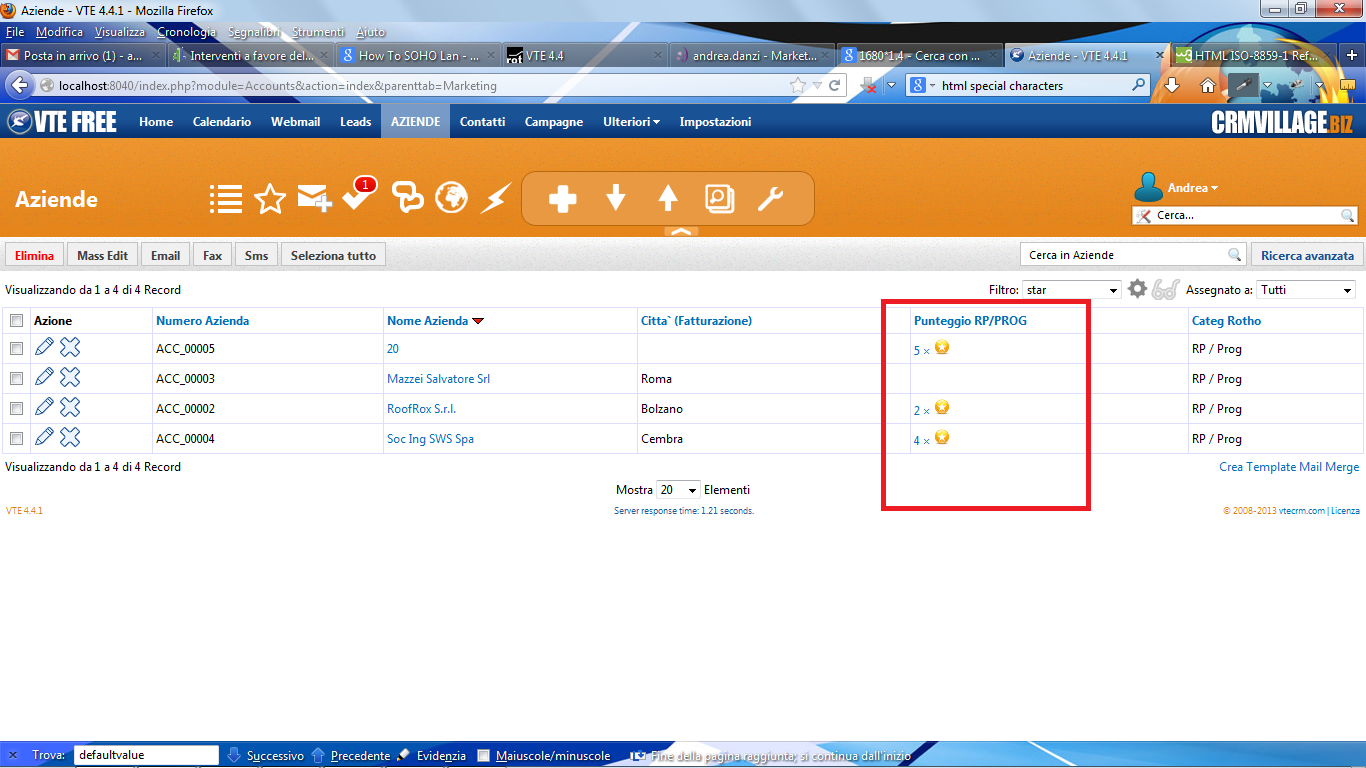 Aziende - VTE 4.4.1 - Mozilla Firefox
File Modifica Visualizza Cronologia Segnalibri Strumenti Aiuto
Posta in arrivo (1) - a... Interventi a favore del... How To SOHO Lan - ... VTE 4.4 andrea.danzi - Market... 1680*1.4 - Cerca con ... Aziende - VTE 4.4.1 HTML ISO-8859-1 Ref...
localhost:8040/index.php?module=Accounts&action=index&parenttab=Marketing html special characters
VTE FREE Home Calendario Webmail Leads AZIENDE Contatti Campagne Ulteriori Impostazioni CRMVILLAGE.BIZ
1
Aziende Andrea
Cerca...
Elimina Mass Edit Email Fax Sms Seleziona tutto Cerca in Aziende Ricerca avanzata
Visualizzando da 1 a 4 di 4 Record Filtro: star Assegnato a: Tutti
Azione Numero Azienda Nome Azienda Citta` (Fatturazione) Punteggio RP/PROG Categ Rotho
ACC_00005 20 5 × RP / Prog
ACC_00003 Mazzei Salvatore Srl Roma RP / Prog
ACC_00002 RoofRox S.r.l. Bolzano 2 × RP / Prog
ACC_00004 Soc Ing SWS Spa Cembra 4 × RP / Prog
Visualizzando da 1 a 4 di 4 Record Crea Template Mail Merge
Mostra 20 Elementi
VTE 4.4.1 Server response time: 1.21 seconds. © 2008-2013 vtecrm.com | Licenza
× Trova: defaultvalue Successivo Precedente Evidenzia Maiuscole/minuscole Fine della pagina raggiunta; si continua dall'inizio